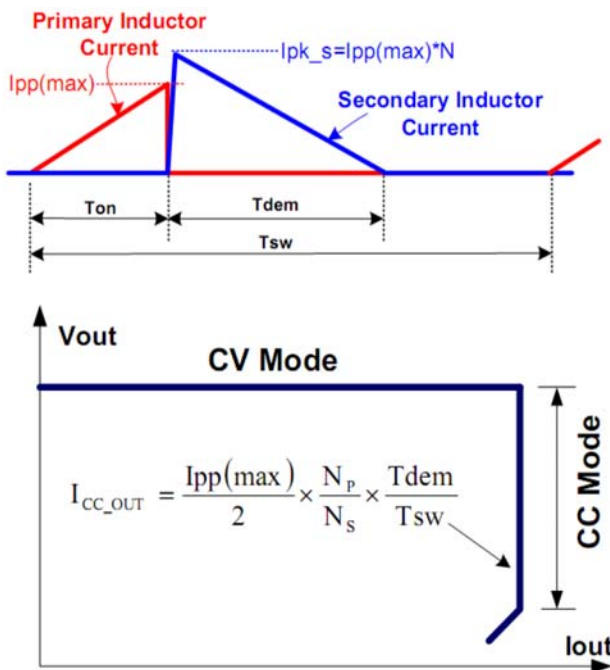 Primary Inductor
Current
Ipk_s=Ipp(max)*N
Ipp(max)
Secondary Inductor
Current
Ton
Tdem
Tsw
Vout
CV Mode
I_CC_OUT = Ipp(max)/2 × N_P/N_S × Tdem/Tsw
CC Mode
Iout